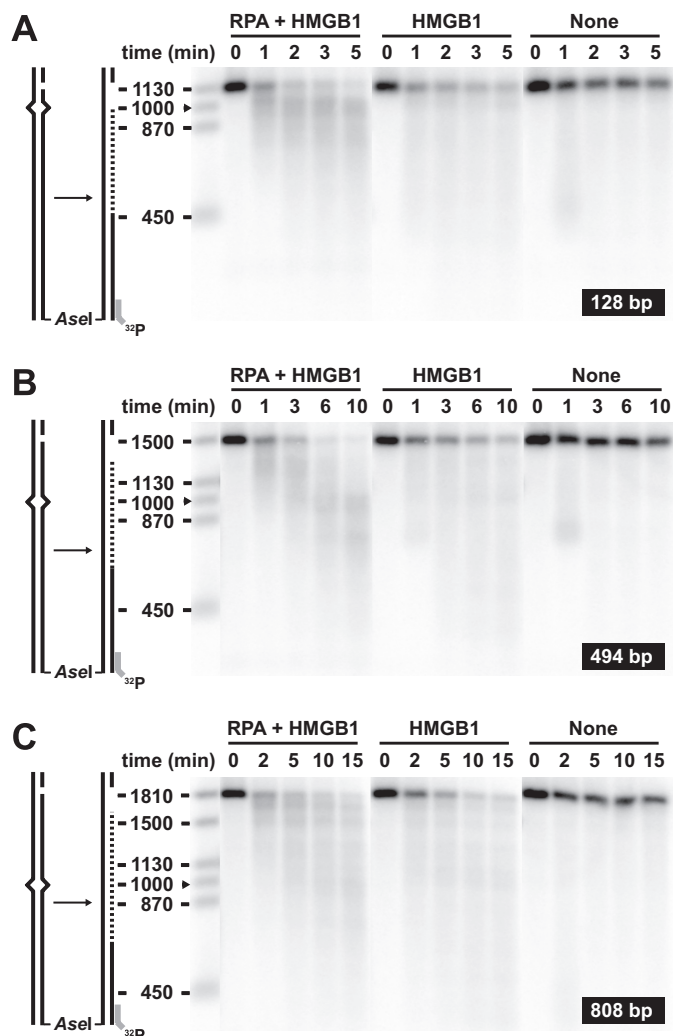 A
RPA + HMGB1 HMGB1 None
time (min) 0 1 2 3 5 0 1 2 3 5 0 1 2 3 5
1130
1000
870
450
AseI
32P
128 bp
B
RPA + HMGB1 HMGB1 None
time (min) 0 1 3 6 10 0 1 3 6 10 0 1 3 6 10
1500
1130
1000
870
450
AseI
32P
494 bp
C
RPA + HMGB1 HMGB1 None
time (min) 0 2 5 10 15 0 2 5 10 15 0 2 5 10 15
1810
1500
1130
1000
870
450
AseI
32P
808 bp